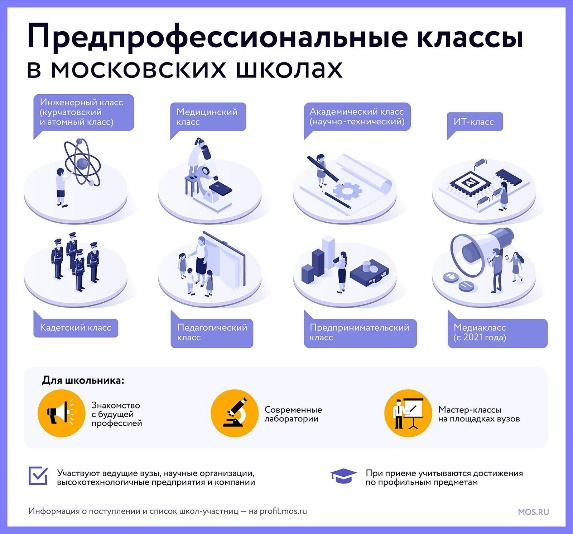 Предпрофессиональные классы
в московских школах
Инженерный класс
(курчатовский
и атомный класс)
Медицинский
класс
Академический класс
(научно-технический)
ИТ-класс
Кадетский класс
Педагогический
класс
Предпринимательский
класс
Медиакласс
(с 2021 года)
Для школьника:
Знакомство
с будущей
профессией
Современные
лаборатории
Мастер-классы
на площадках вузов
Участвуют ведущие вузы, научные организации,
высокотехнологичные предприятия и компании
При приеме учитываются достижения
по профильным предметам
Информация о поступлении и список школ-участниц — на profil.mos.ru
MOS.RU